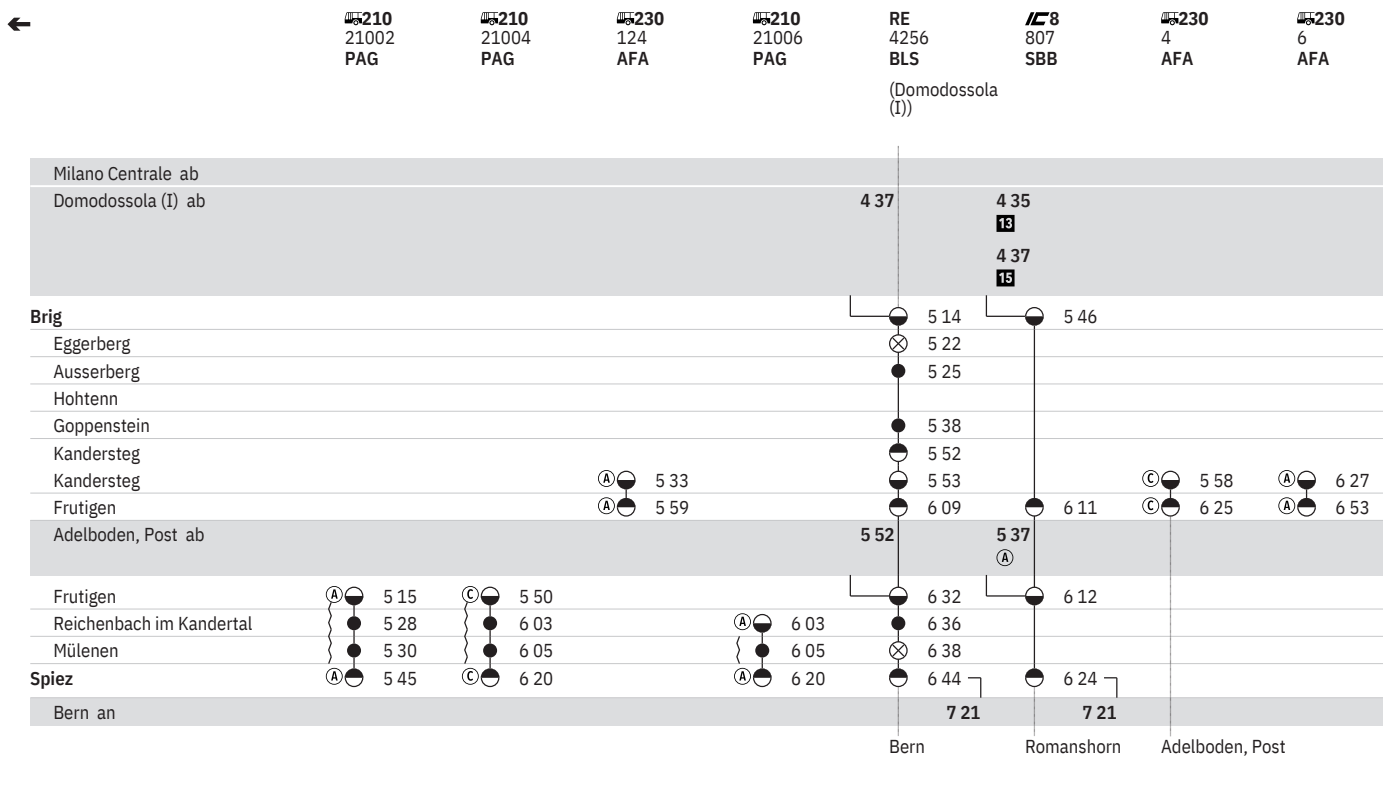 210 210 230 210 RE IC 8 230 230
21002 21004 124 21006 4256 807 4 6
PAG PAG AFA PAG BLS SBB AFA AFA
(Domodossola
(I))
Milano Centrale ab
Domodossola (I) ab 4 37 4 35
13
4 37
15
Brig 5 14 5 46
Eggerberg 5 22
Ausserberg 5 25
Hohtenn
Goppenstein 5 38
Kandersteg 5 52
Kandersteg A 5 33 5 53 C 5 58 A 6 27
Frutigen A 5 59 6 09 6 11 C 6 25 A 6 53
Adelboden, Post ab 5 52 5 37
A
Frutigen A 5 15 C 5 50 6 32 6 12
Reichenbach im Kandertal 5 28 6 03 A 6 03 6 36
Mülenen 5 30 6 05 6 05 6 38
Spiez A 5 45 C 6 20 A 6 20 6 44 6 24
Bern an 7 21 7 21
Bern Romanshorn Adelboden, Post